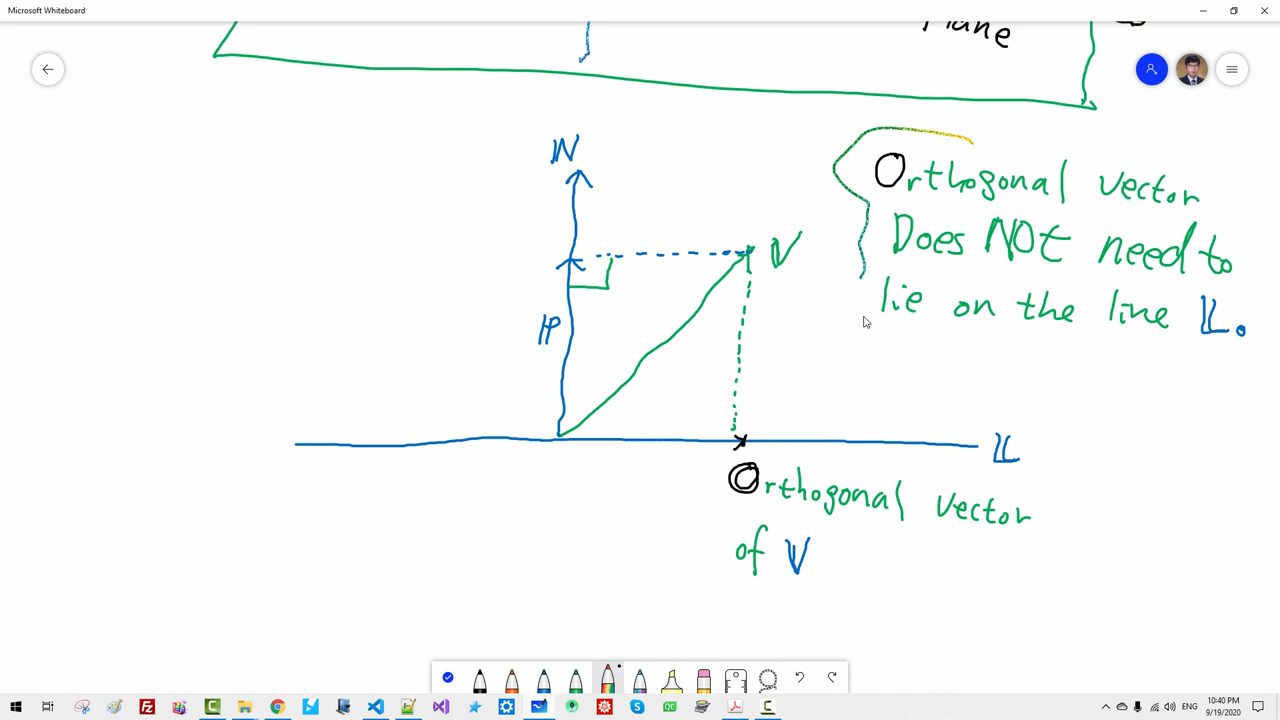 Microsoft Whiteboard
Plane
N
Orthogonal vector
V
Does NOT need to
lie on the line L.
P
L
Orthogonal vector
of V
ENG
10:40 PM
9/19/2020